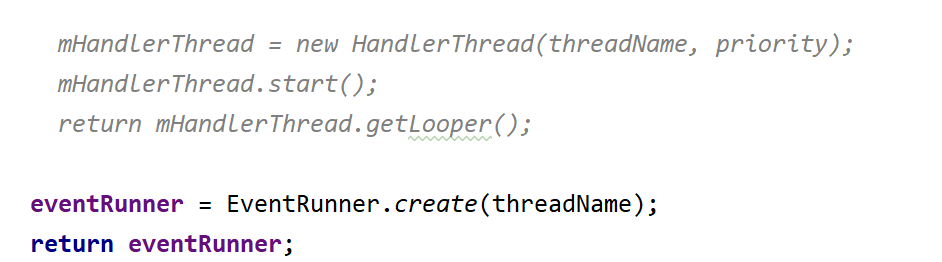 mHandlerThread = new HandlerThread(threadName, priority);
mHandlerThread.start();
return mHandlerThread.getLooper();
eventRunner = EventRunner.create(threadName);
return eventRunner;